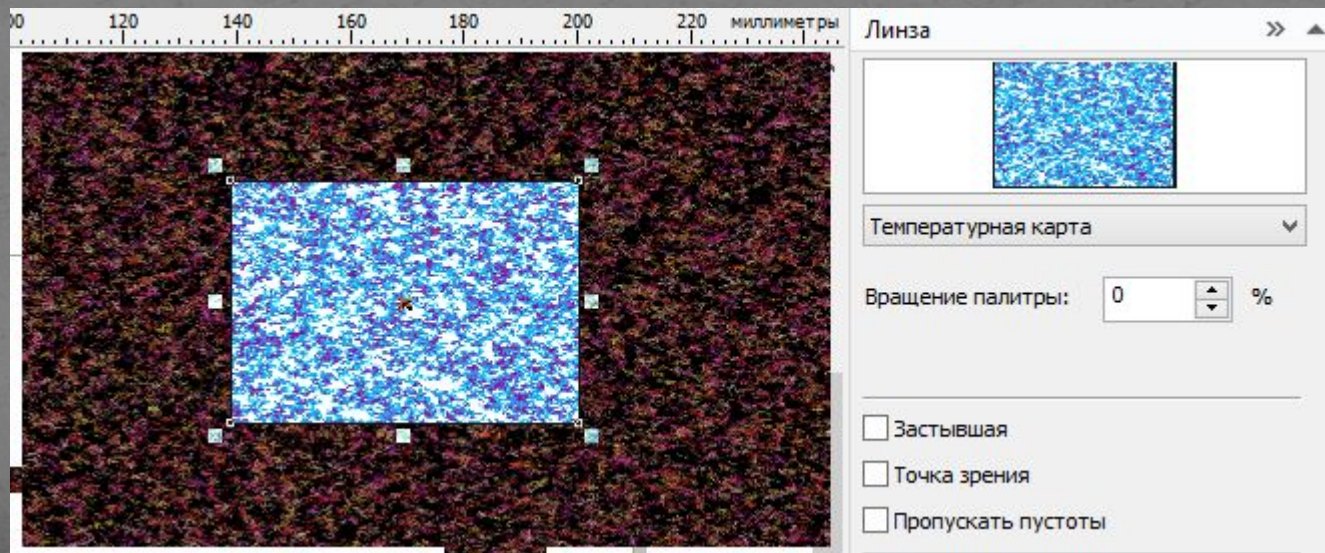 120 140 160 180 200 220 миллиметры
Линза
Температурная карта
Вращение палитры: 0 %
Застывшая
Точка зрения
Пропускать пустоты